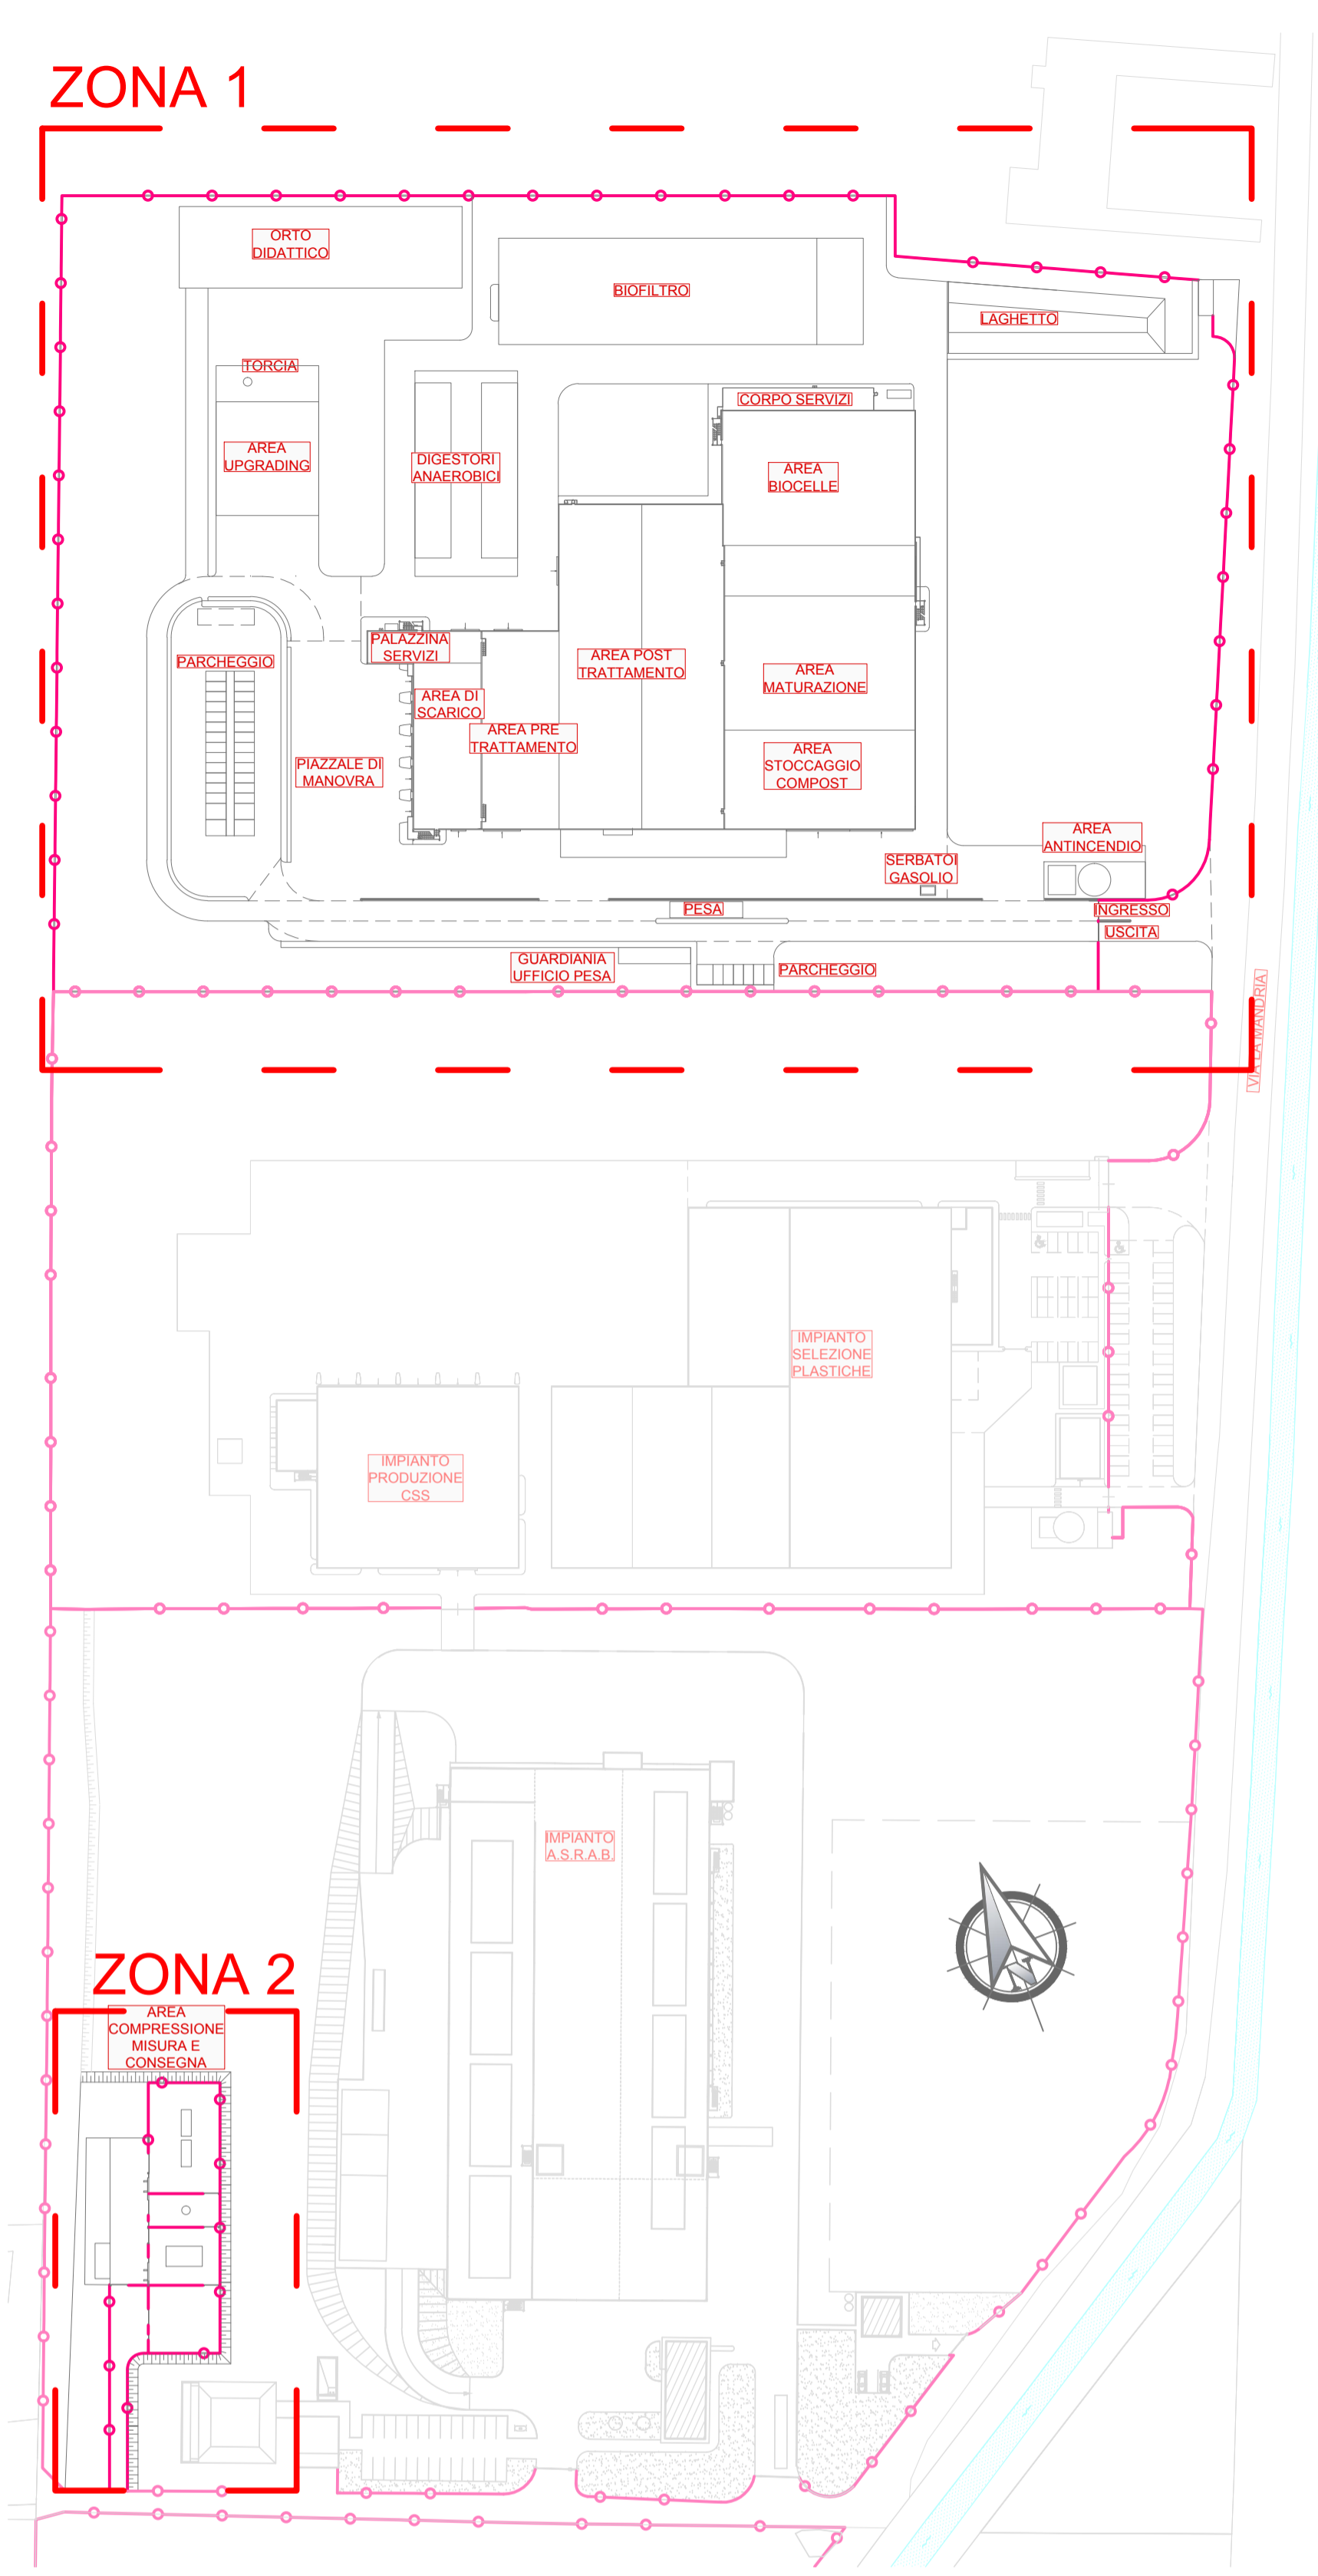 ZONA 1
ORTO
DIDATTICO
BIOFILTRO
LAGHETTO
TORCIA
CORPO SERVIZI
AREA
UPGRADING
DIGESTORI
ANAEROBICI
AREA
BIOCELLE
PALAZZINA
SERVIZI
PARCHEGGIO
AREA POST
TRATTAMENTO
AREA
MATURAZIONE
AREA DI
SCARICO
AREA PRE
TRATTAMENTO
PIAZZALE DI
MANOVRA
AREA
STOCCAGGIO
COMPOST
AREA
ANTINCENDIO
SERBATOI
GASOLIO
PESA
INGRESSO
USCITA
GUARDIANIA
UFFICIO PESA
PARCHEGGIO
VIA LA MANDRIA
IMPIANTO
SELEZIONE
PLASTICHE
IMPIANTO
PRODUZIONE
CSS
IMPIANTO
A.S.R.A.B.
N
ZONA 2
AREA
COMPRESSIONE
MISURA E
CONSEGNA